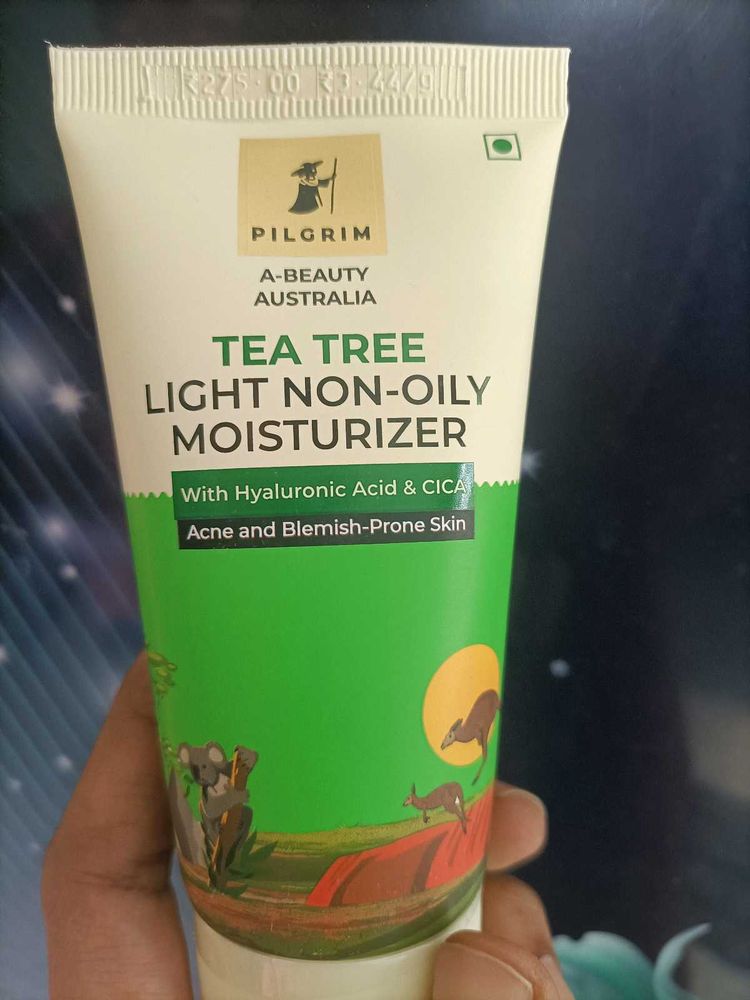 ₹275.00 ₹3.44/g
PILGRIM
A-BEAUTY
AUSTRALIA
TEA TREE
LIGHT NON-OILY
MOISTURIZER
With Hyaluronic Acid & CICA
Acne and Blemish-Prone Skin